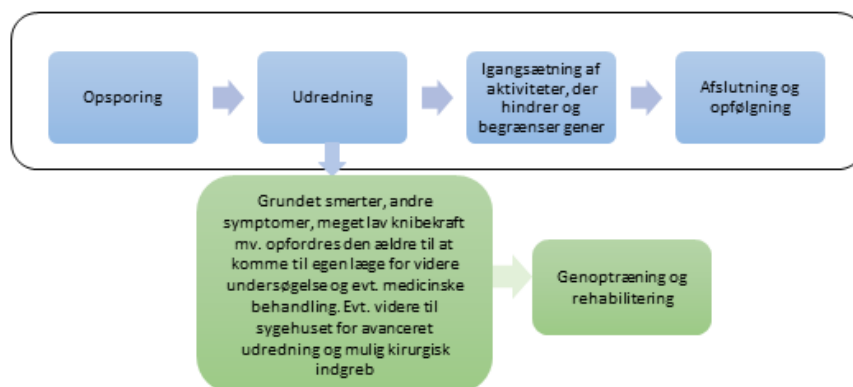 Opsporing
Udredning
Igangsætning af
aktiviteter, der
hindrer og
begrænser gener
Afslutning og
opfølgning
Grundet smerter, andre
symptomer, meget lav knibekraft
mv. opfordres den ældre til at
komme til egen læge for videre
undersøgelse og evt. medicinske
behandling. Evt. videre til
sygehuset for avanceret
udredning og mulig kirurgisk
indgreb
Genoptræning og
rehabilitering